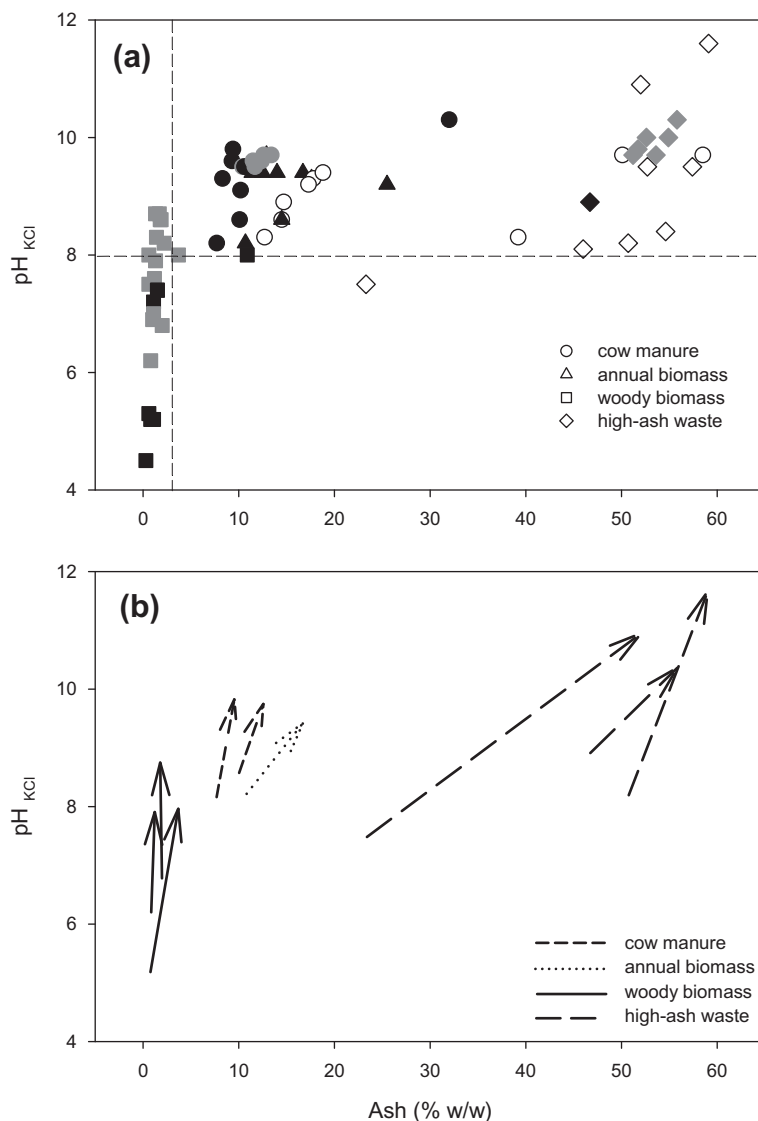 12
(a)
10
8
6
4
pH KCl
cow manure
annual biomass
woody biomass
high-ash waste
0 10 20 30 40 50 60
12
(b)
10
8
6
4
pH KCl
cow manure
annual biomass
woody biomass
high-ash waste
0 10 20 30 40 50 60
Ash (% w/w)